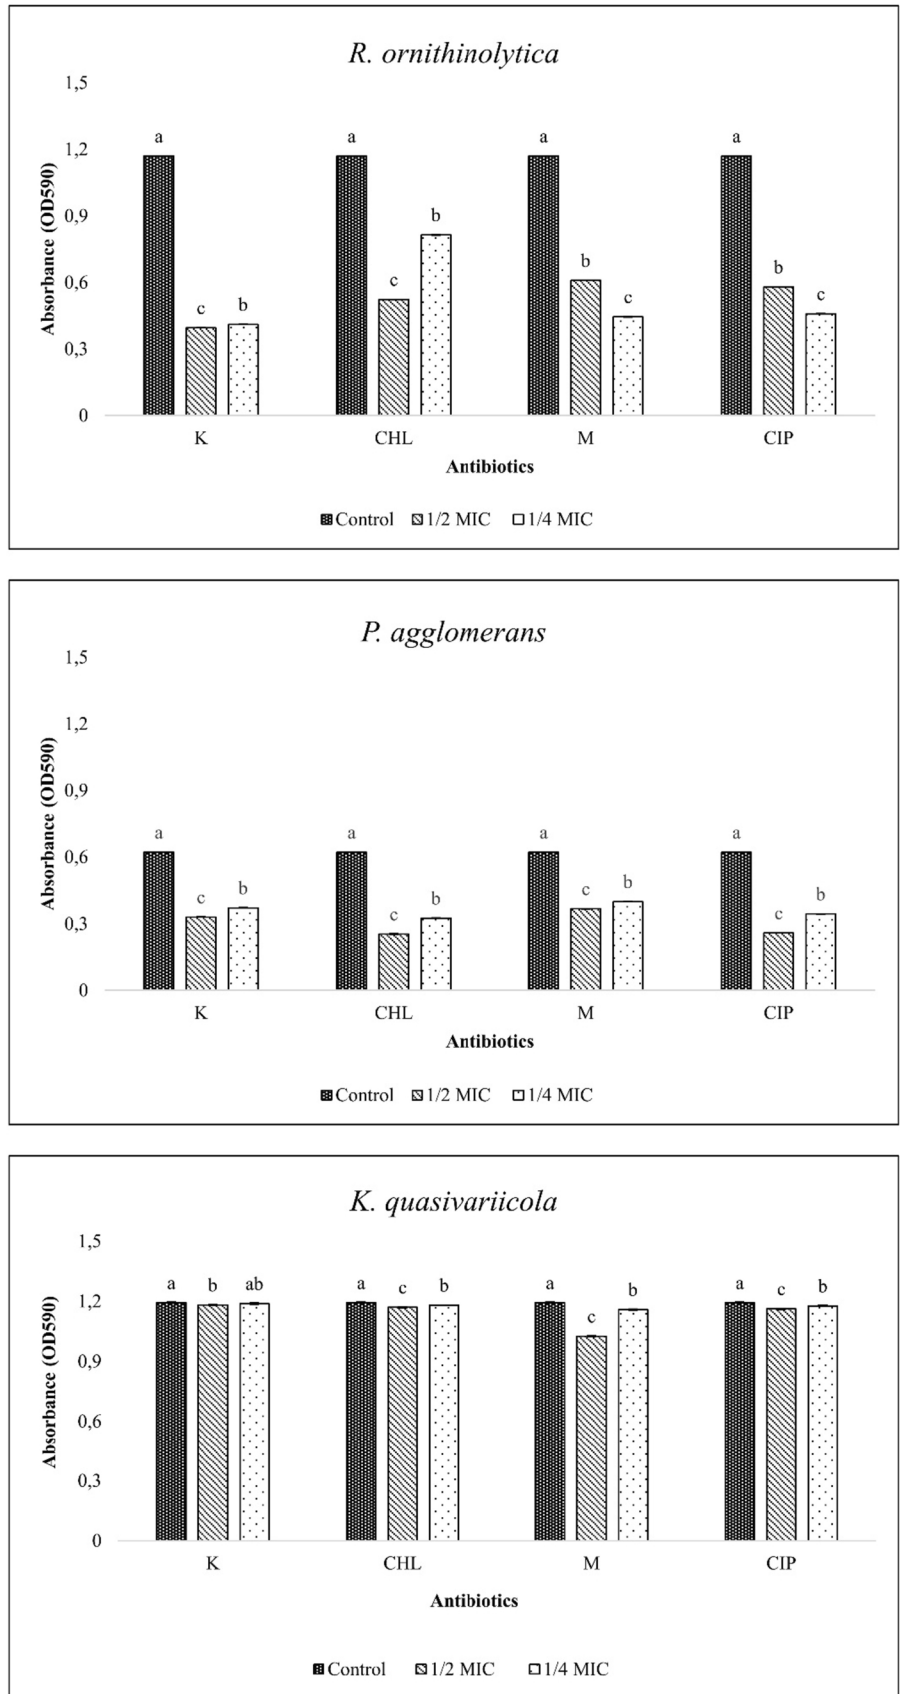 R. ornithinolytica
1,5
1,2
0,9
0,6
0,3
0
Absorbance (OD590)
a a a a
c b c b b c b c
K CHL M CIP
Antibiotics
Control 1/2 MIC 1/4 MIC
P. agglomerans
1,5
1,2
0,9
0,6
0,3
0
Absorbance (OD590)
a a a a
c b c b c b c b
K CHL M CIP
Antibiotics
Control 1/2 MIC 1/4 MIC
K. quasivariicola
1,5
1,2
0,9
0,6
0,3
0
Absorbance (OD590)
a b ab a c b a c b a c b
K CHL M CIP
Antibiotics
Control 1/2 MIC 1/4 MIC